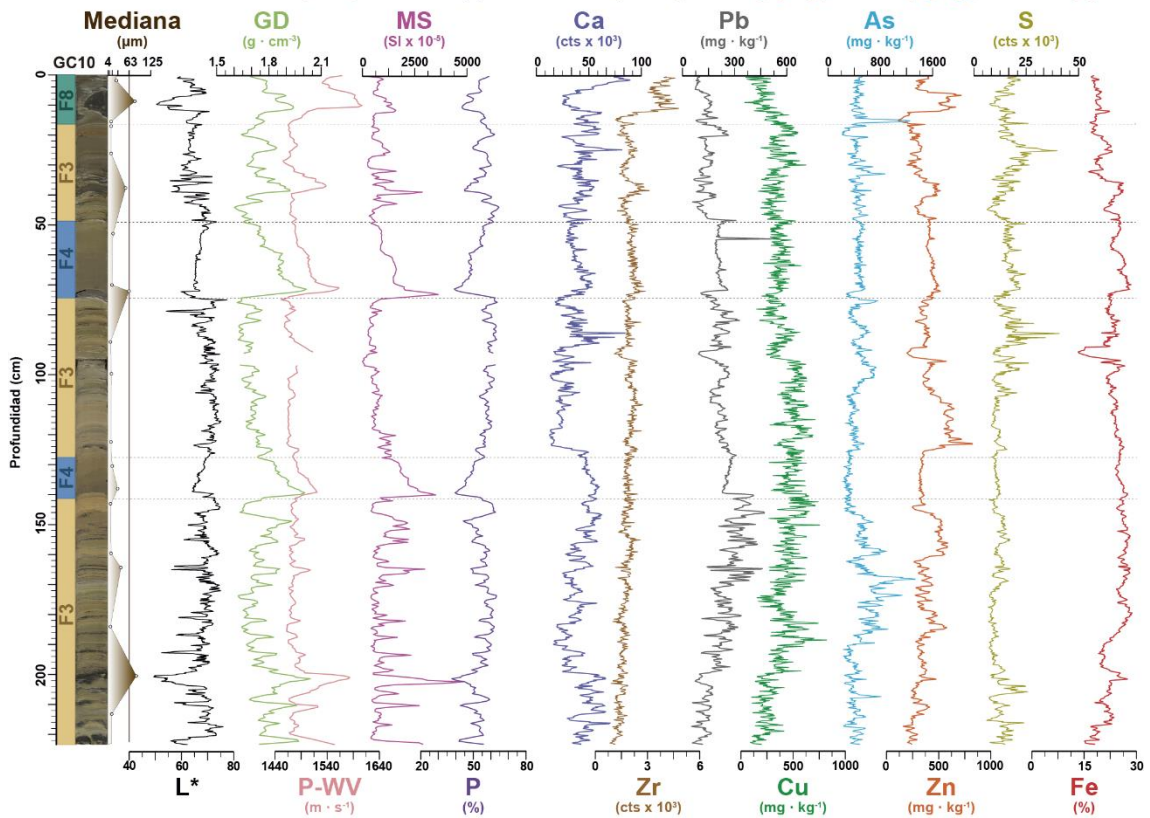 Mediana GD MS Ca Pb As S
(µm) (g · cm⁻³) (SI x 10⁻⁵) (cts x 10³) (mg · kg⁻¹) (mg · kg⁻¹) (cts x 10³)
GC10 4 63 125 1,5 1,8 2,1 0 2500 5000 0 50 100 0 300 600 0 800 1600 0 25 50
Profundidad (cm)
0
50
100
150
200
F8
F3
F4
F3
F4
F3
40 60 80 1440 1540 1640 20 50 80 0 3 6 0 500 1000 0 500 1000 0 15 30
L* P-WV P Zr Cu Zn Fe
(m · s⁻¹) (%) (cts x 10³) (mg · kg⁻¹) (mg · kg⁻¹) (%)